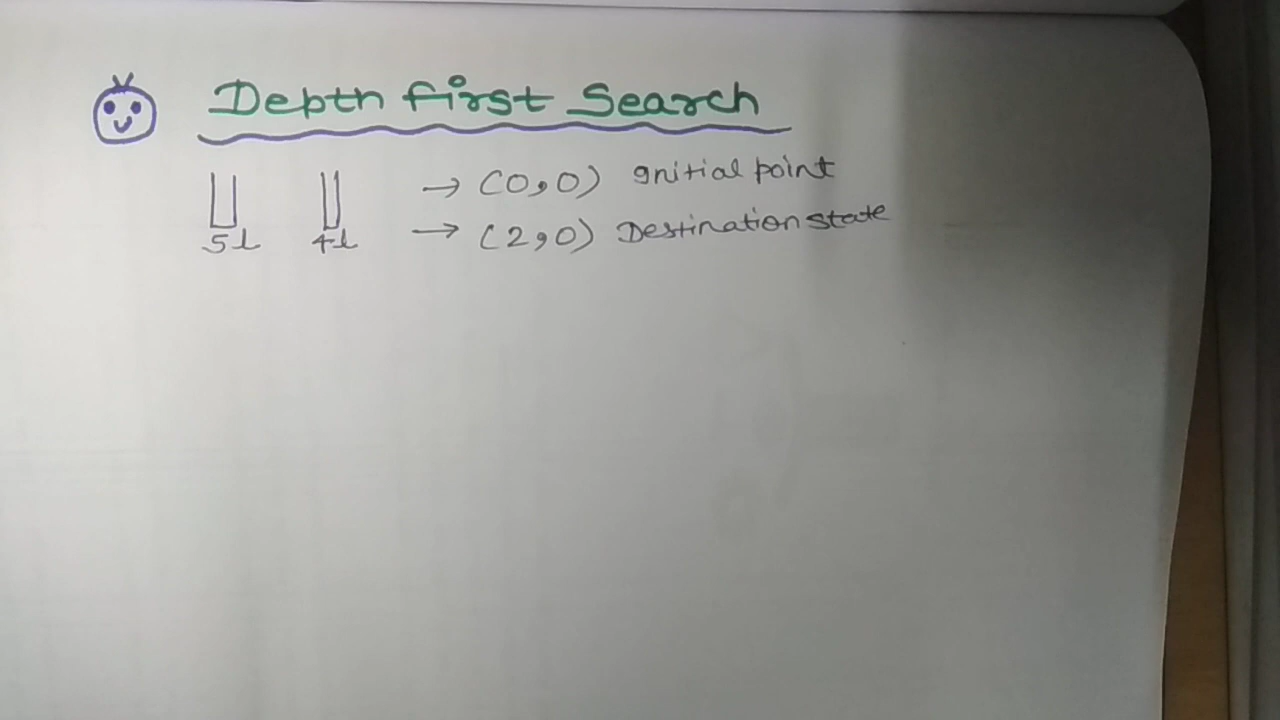 Depth first Search
→ (0,0) Initial point
5l 4l → (2,0) Destination state